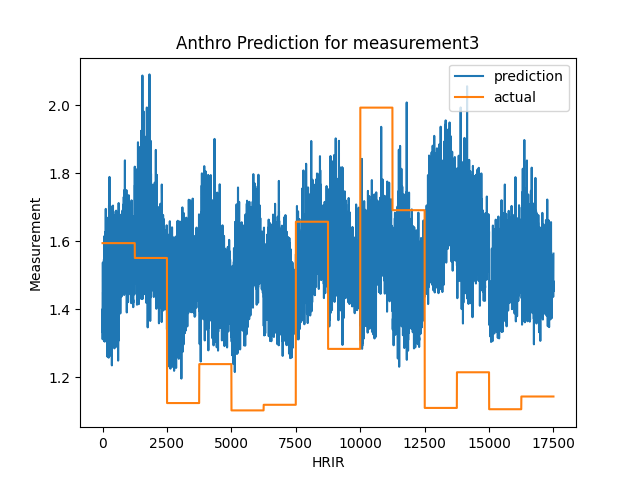 Anthro Prediction for measurement3
prediction
actual
2.0
1.8
1.6
1.4
1.2
Measurement
0 2500 5000 7500 10000 12500 15000 17500
HRIR